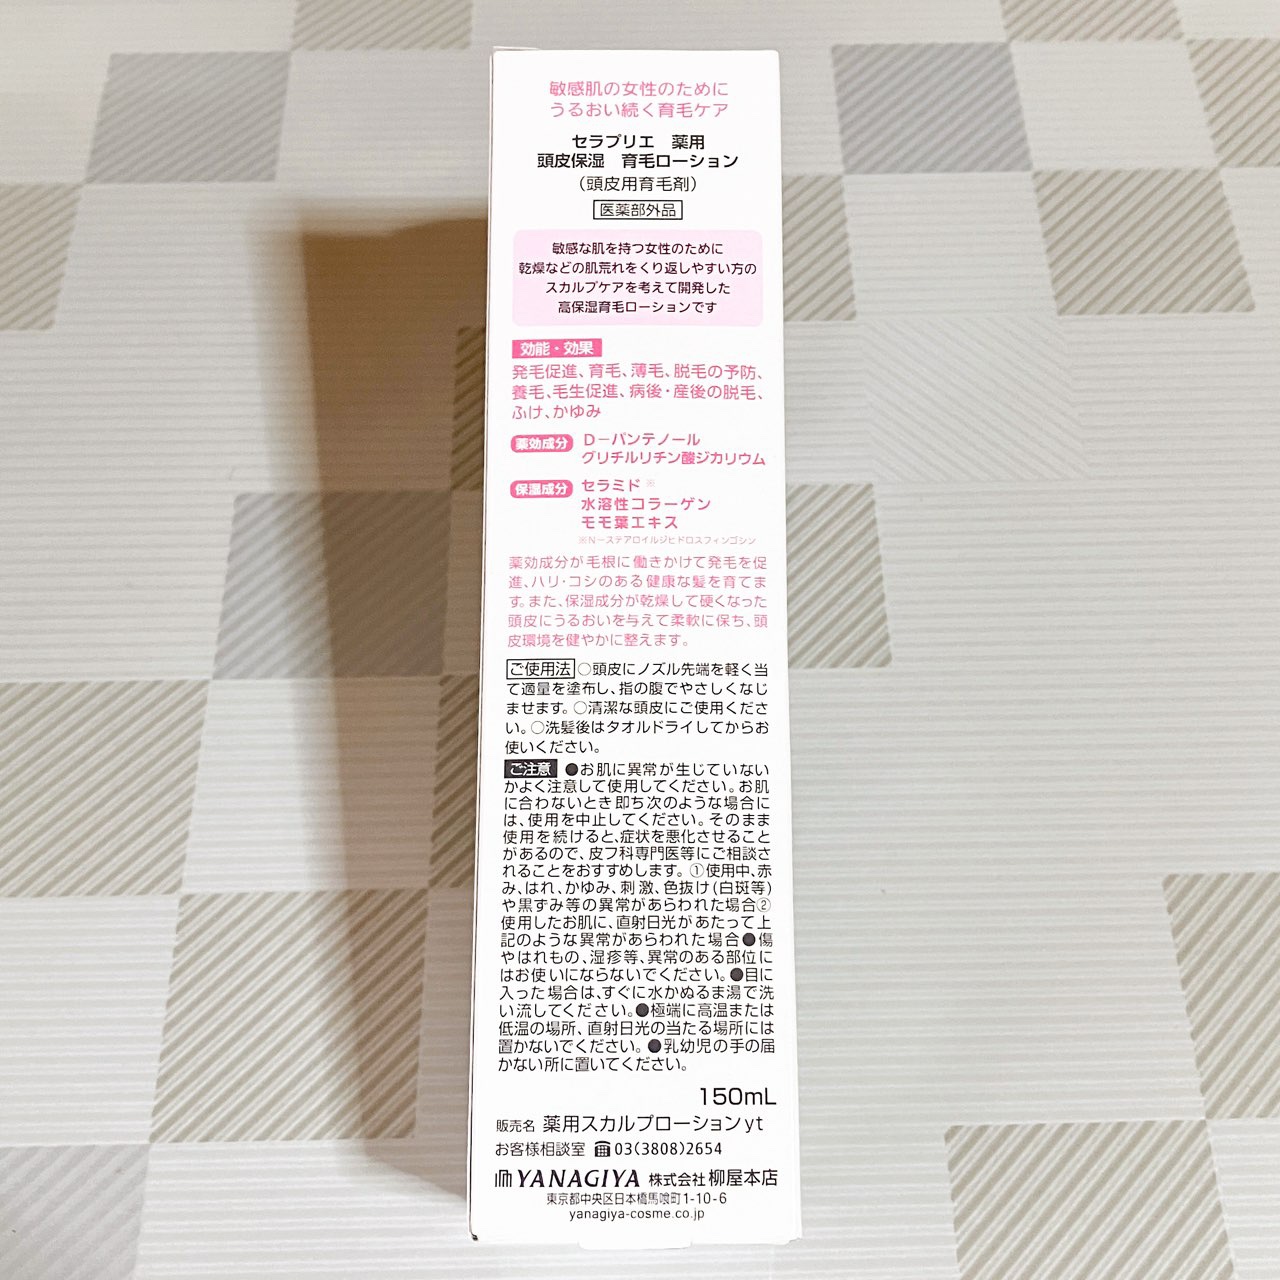 敏感肌の女性のために
うるおい続く育毛ケア
セラプリエ 薬用
頭皮保湿 育毛ローション
(頭皮用育毛剤)
医薬部外品
敏感な肌を持つ女性のために
乾燥などの肌荒れをくり返しやすい方の
スカルプケアを考えて開発した
高保湿育毛ローションです
効能・効果
発毛促進、育毛、薄毛、脱毛の予防、
養毛、毛生促進、病後・産後の脱毛、
ふけ、かゆみ
薬効成分 D−パンテノール
グリチルリチン酸ジカリウム
保湿成分 セラミド※
水溶性コラーゲン
モモ葉エキス
※N−ステアロイルジヒドロスフィンゴシン
薬効成分が毛根に働きかけて発毛を促
進、ハリ・コシのある健康な髪を育てま
す。また、保湿成分が乾燥して硬くなった
頭皮にうるおいを与えて柔軟に保ち、頭
皮環境を健やかに整えます。
ご使用法 ○頭皮にノズル先端を軽く当
て適量を塗布し、指の腹でやさしくなじ
ませます。○清潔な頭皮にご使用くださ
い。○洗髪後はタオルドライしてからお
使いください。
ご注意 ●お肌に異常が生じていない
かよく注意して使用してください。お肌
に合わないとき即ち次のような場合に
は、使用を中止してください。そのまま
使用を続けると、症状を悪化させること
があるので、皮フ科専門医等にご相談さ
れることをおすすめします。①使用中、赤
み、はれ、かゆみ、刺激、色抜け(白斑等)
や黒ずみ等の異常があらわれた場合②
使用したお肌に、直射日光があたって上
記のような異常があらわれた場合●傷
やはれもの、湿疹等、異常のある部位に
はお使いにならないでください。●目に
入った場合は、すぐに水かぬるま湯で洗
い流してください。●極端に高温または
低温の場所、直射日光の当たる場所には
置かないでください。●乳幼児の手の届
かない所に置いてください。
150mL
販売名 薬用スカルプローションyt
お客様相談室 ☎03(3808)2654
YANAGIYA 株式会社 柳屋本店
東京都中央区日本橋馬喰町1-10-6
yanagiya-cosme.co.jp